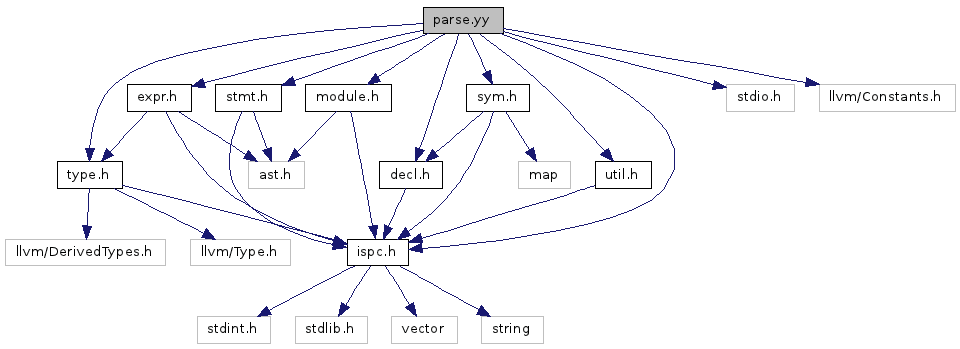 parse.yy
expr.h
stmt.h
module.h
sym.h
stdio.h
llvm/Constants.h
type.h
ast.h
decl.h
map
util.h
llvm/DerivedTypes.h
llvm/Type.h
ispc.h
stdint.h
stdlib.h
vector
string